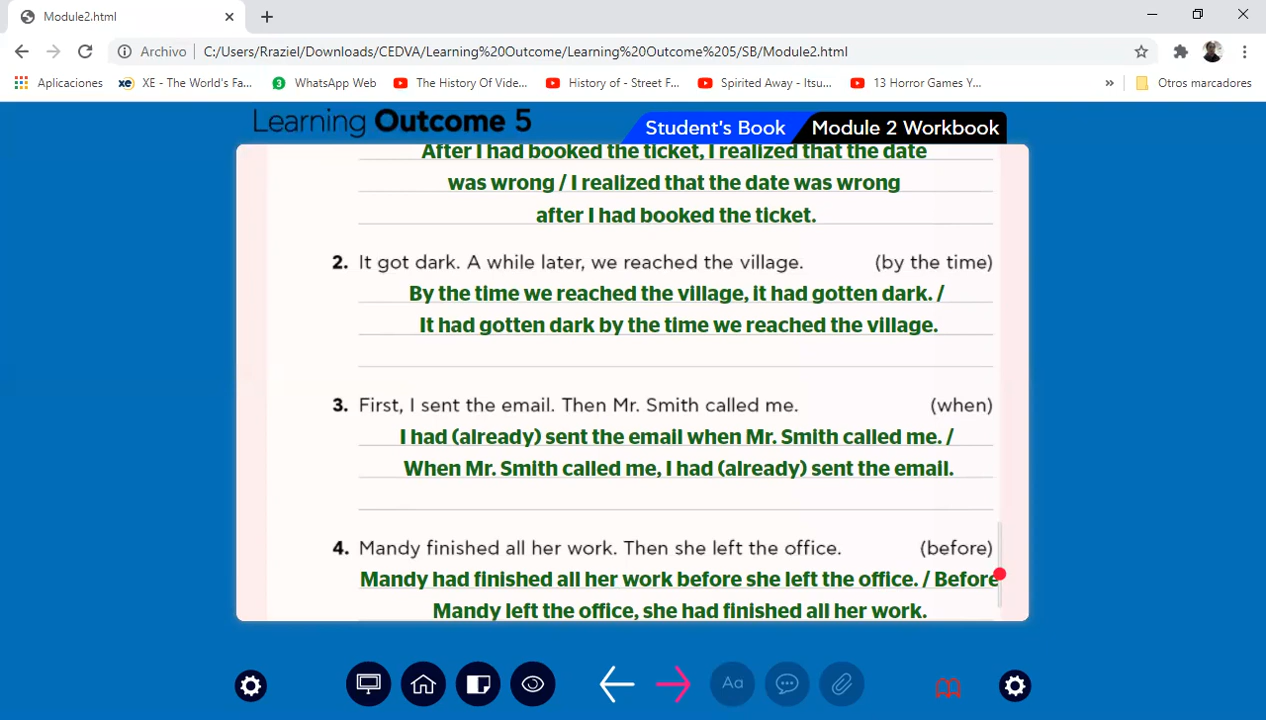 Module2.html
Archivo C:/Users/Rraziel/Downloads/CEDVA/Learning%20Outcome/Learning%20Outcome%205/SB/Module2.html
Aplicaciones XE - The World's Fa... 3 WhatsApp Web The History Of Vide... History of - Street F... Spirited Away - Itsu... 13 Horror Games Y... » Otros marcadores
Learning Outcome 5 Student's Book Module 2 Workbook
After I had booked the ticket, I realized that the date
was wrong / I realized that the date was wrong
after I had booked the ticket.
2. It got dark. A while later, we reached the village. (by the time)
By the time we reached the village, it had gotten dark. /
It had gotten dark by the time we reached the village.
3. First, I sent the email. Then Mr. Smith called me. (when)
I had (already) sent the email when Mr. Smith called me. /
When Mr. Smith called me, I had (already) sent the email.
4. Mandy finished all her work. Then she left the office. (before)
Mandy had finished all her work before she left the office. / Before
Mandy left the office, she had finished all her work.
Aa